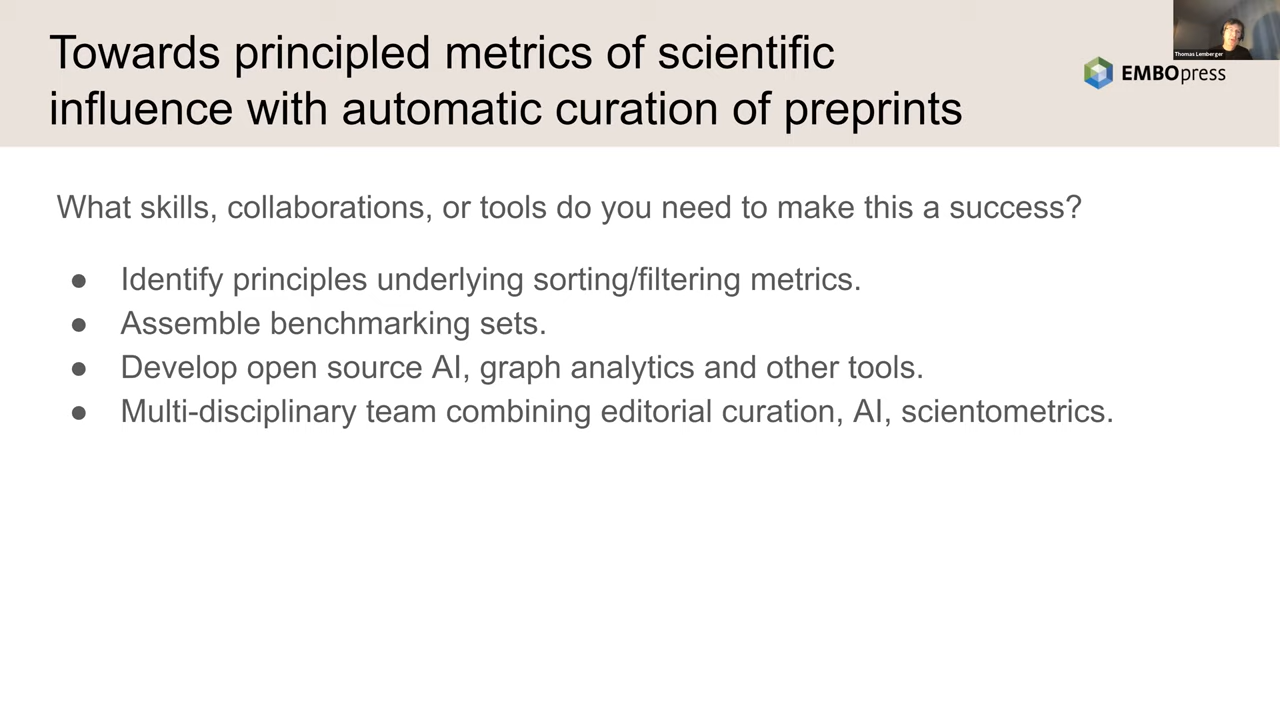 Towards principled metrics of scientific
influence with automatic curation of preprints
Thomas Lemberger
EMBOpress
What skills, collaborations, or tools do you need to make this a success?
● Identify principles underlying sorting/filtering metrics.
● Assemble benchmarking sets.
● Develop open source AI, graph analytics and other tools.
● Multi-disciplinary team combining editorial curation, AI, scientometrics.